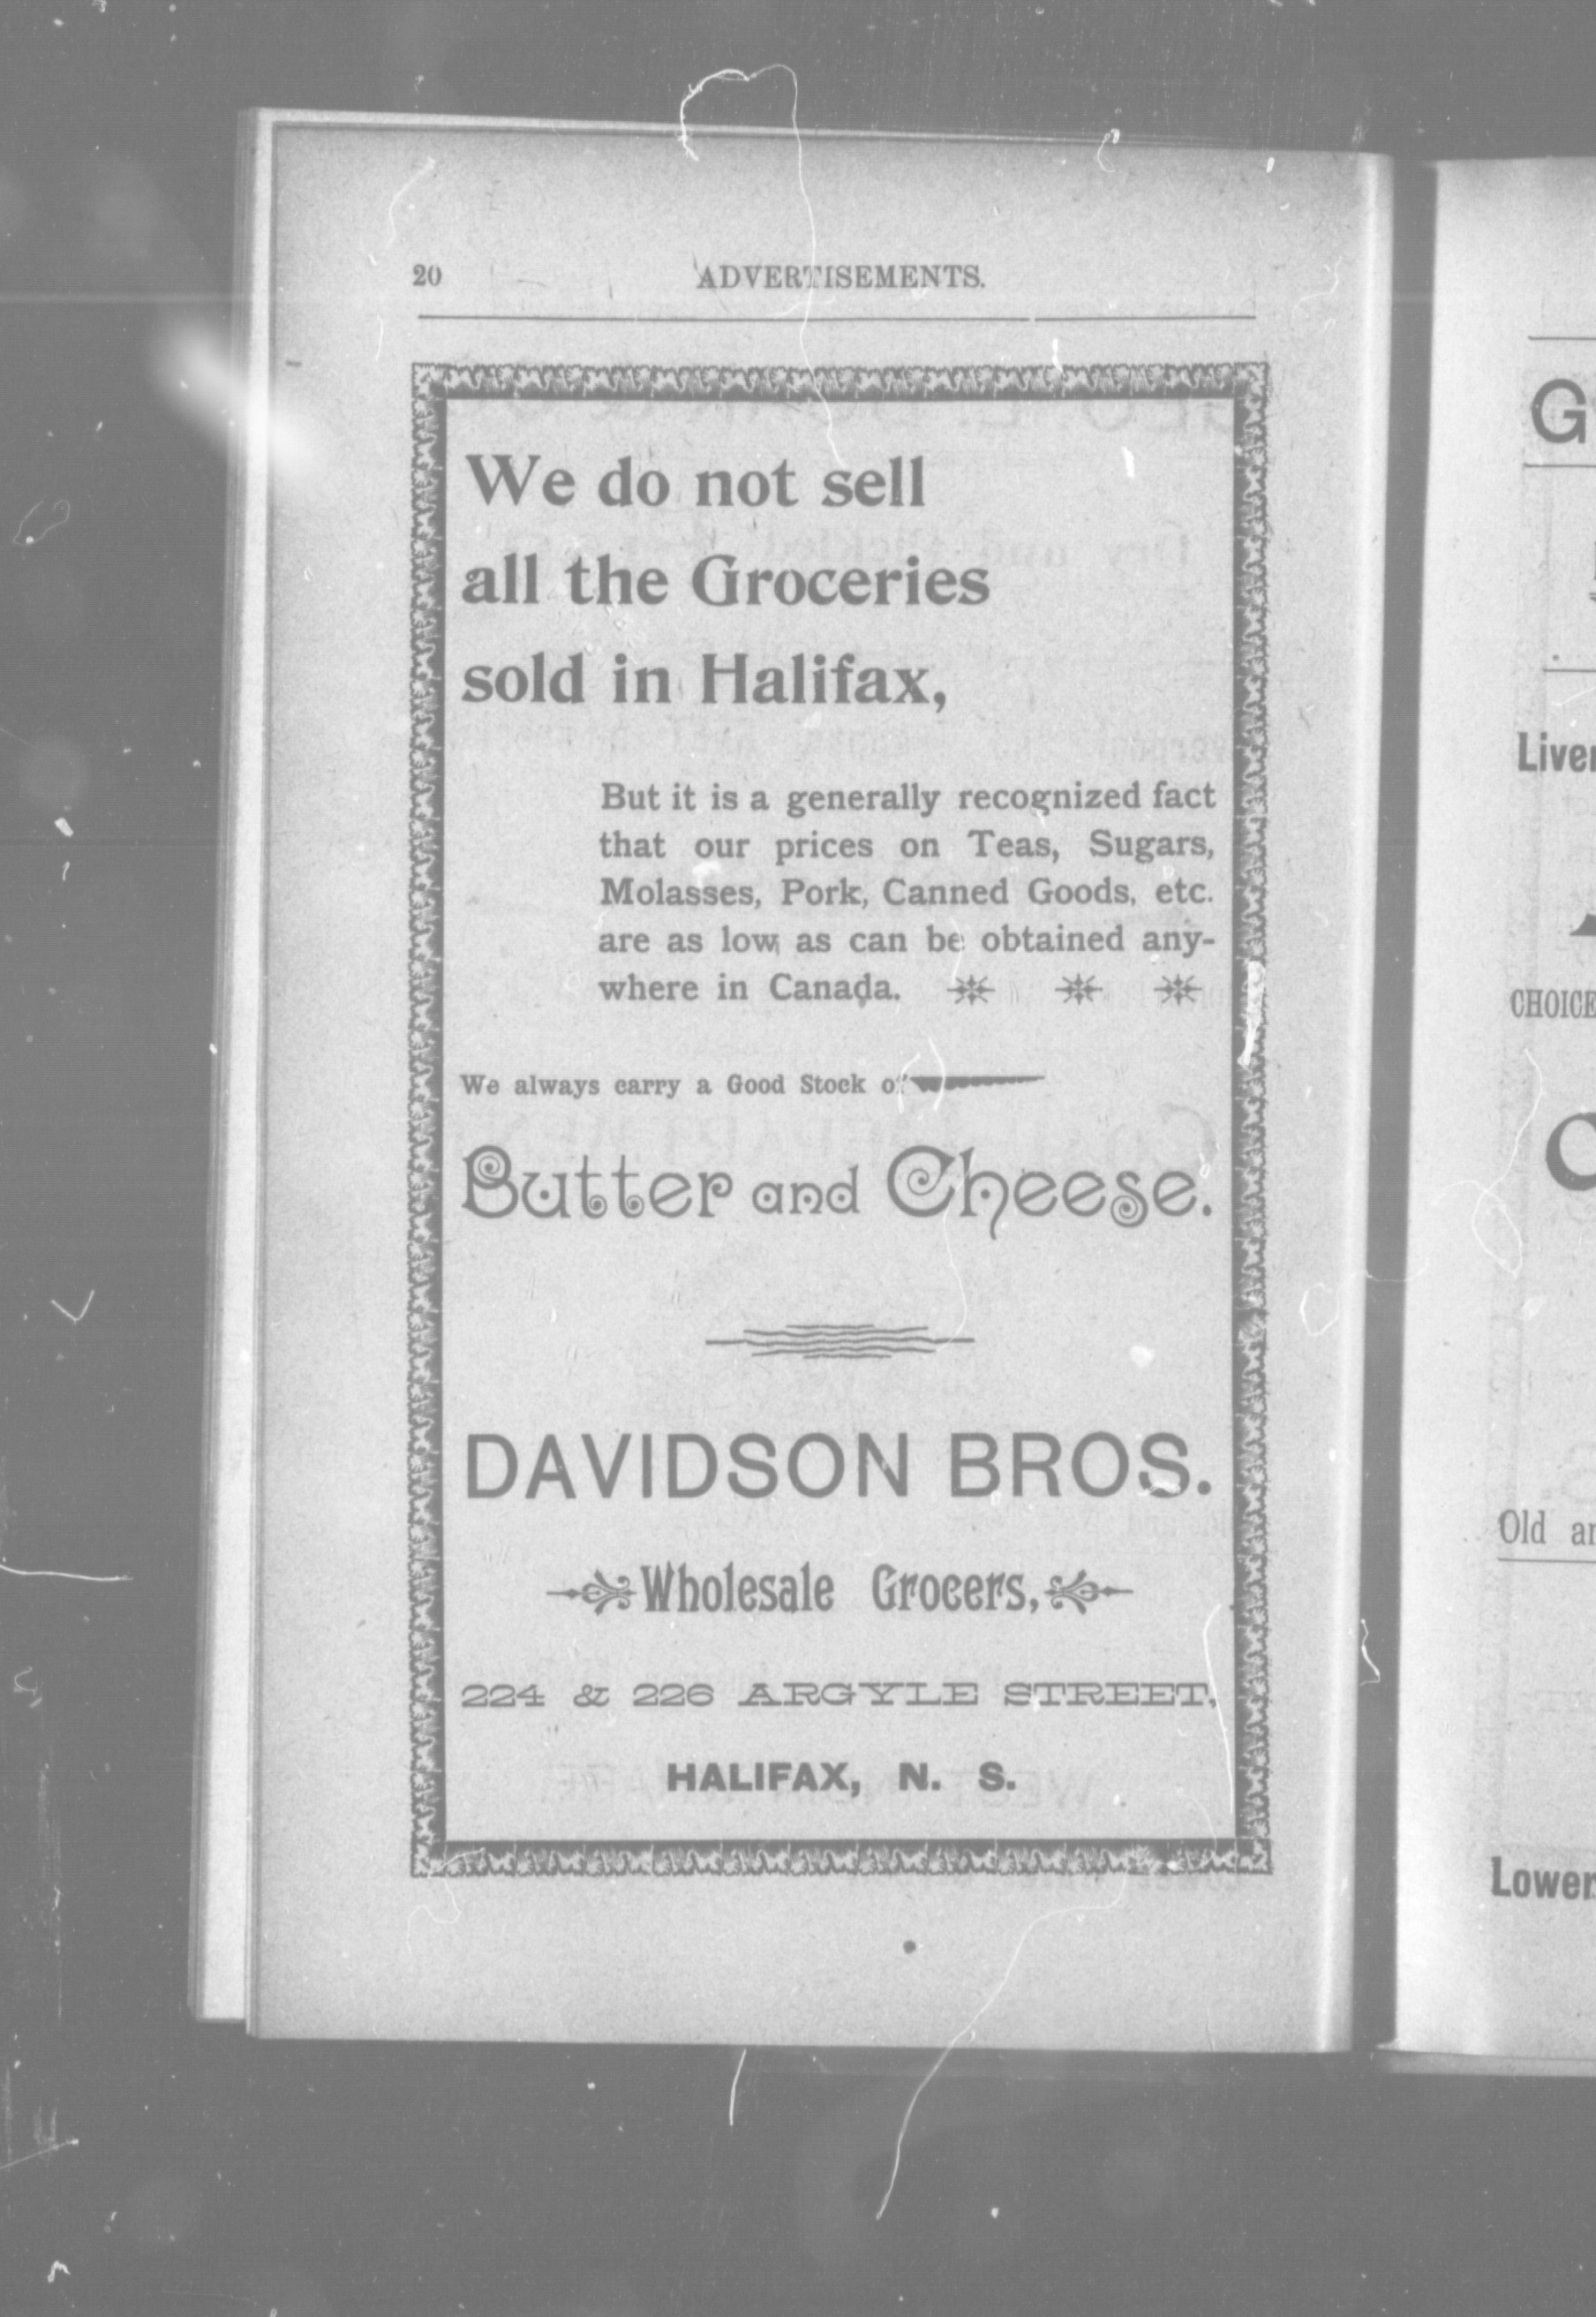 20
ADVERTISEMENTS.
We do not sell
all the Groceries
sold in Halifax,
But it is a generally recognized fact
that our prices on Teas, Sugars,
Molasses, Pork, Canned Goods, etc.
are as low as can be obtained any-
where in Canada.
We always carry a Good Stock of
Butter and Cheese.
DAVIDSON BROS.
Wholesale Grocers,
224 & 226 ARGYLE STREET,
HALIFAX, N. S.
G
Liver
CHOICE
C
Old
Lower